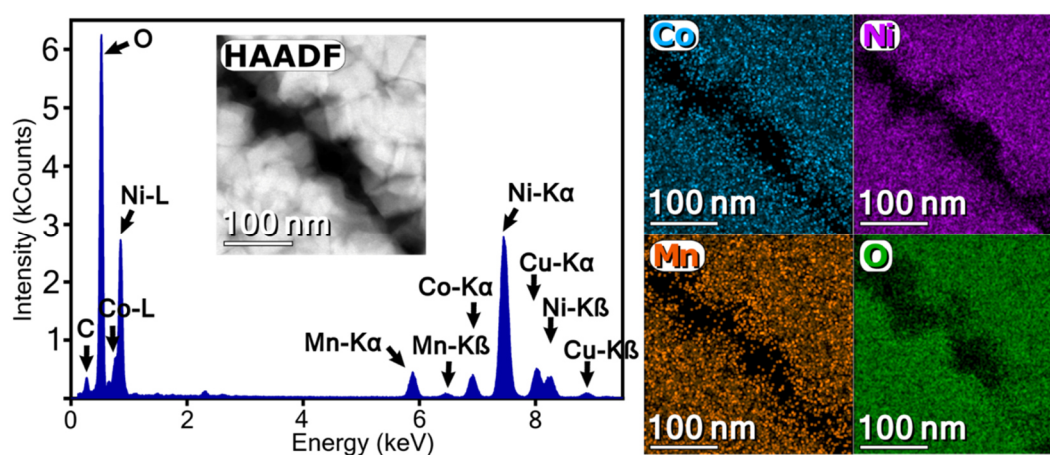 HAADF
100 nm
O
Ni-L
Co-L
C
Ni-Kα
Cu-Kα
Co-Kα
Ni-Kß
Mn-Kα
Mn-Kß
Cu-Kß
Intensity (kCounts)
6
5
4
3
2
1
0
2
4
6
8
Energy (keV)
Co
100 nm
Ni
100 nm
Mn
100 nm
O
100 nm